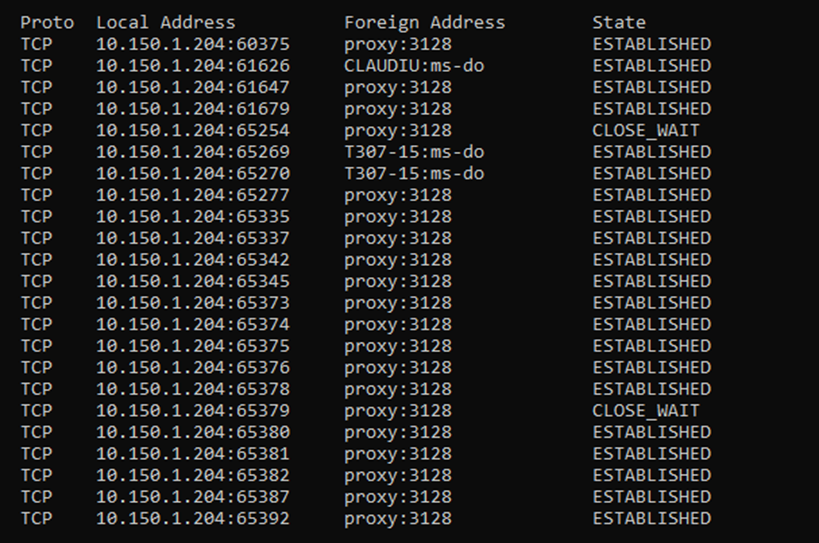 Proto Local Address Foreign Address State
TCP 10.150.1.204:60375 proxy:3128 ESTABLISHED
TCP 10.150.1.204:61626 CLAUDIU:ms-do ESTABLISHED
TCP 10.150.1.204:61647 proxy:3128 ESTABLISHED
TCP 10.150.1.204:61679 proxy:3128 ESTABLISHED
TCP 10.150.1.204:65254 proxy:3128 CLOSE_WAIT
TCP 10.150.1.204:65269 T307-15:ms-do ESTABLISHED
TCP 10.150.1.204:65270 T307-15:ms-do ESTABLISHED
TCP 10.150.1.204:65277 proxy:3128 ESTABLISHED
TCP 10.150.1.204:65335 proxy:3128 ESTABLISHED
TCP 10.150.1.204:65337 proxy:3128 ESTABLISHED
TCP 10.150.1.204:65342 proxy:3128 ESTABLISHED
TCP 10.150.1.204:65345 proxy:3128 ESTABLISHED
TCP 10.150.1.204:65373 proxy:3128 ESTABLISHED
TCP 10.150.1.204:65374 proxy:3128 ESTABLISHED
TCP 10.150.1.204:65375 proxy:3128 ESTABLISHED
TCP 10.150.1.204:65376 proxy:3128 ESTABLISHED
TCP 10.150.1.204:65378 proxy:3128 ESTABLISHED
TCP 10.150.1.204:65379 proxy:3128 CLOSE_WAIT
TCP 10.150.1.204:65380 proxy:3128 ESTABLISHED
TCP 10.150.1.204:65381 proxy:3128 ESTABLISHED
TCP 10.150.1.204:65382 proxy:3128 ESTABLISHED
TCP 10.150.1.204:65387 proxy:3128 ESTABLISHED
TCP 10.150.1.204:65392 proxy:3128 ESTABLISHED